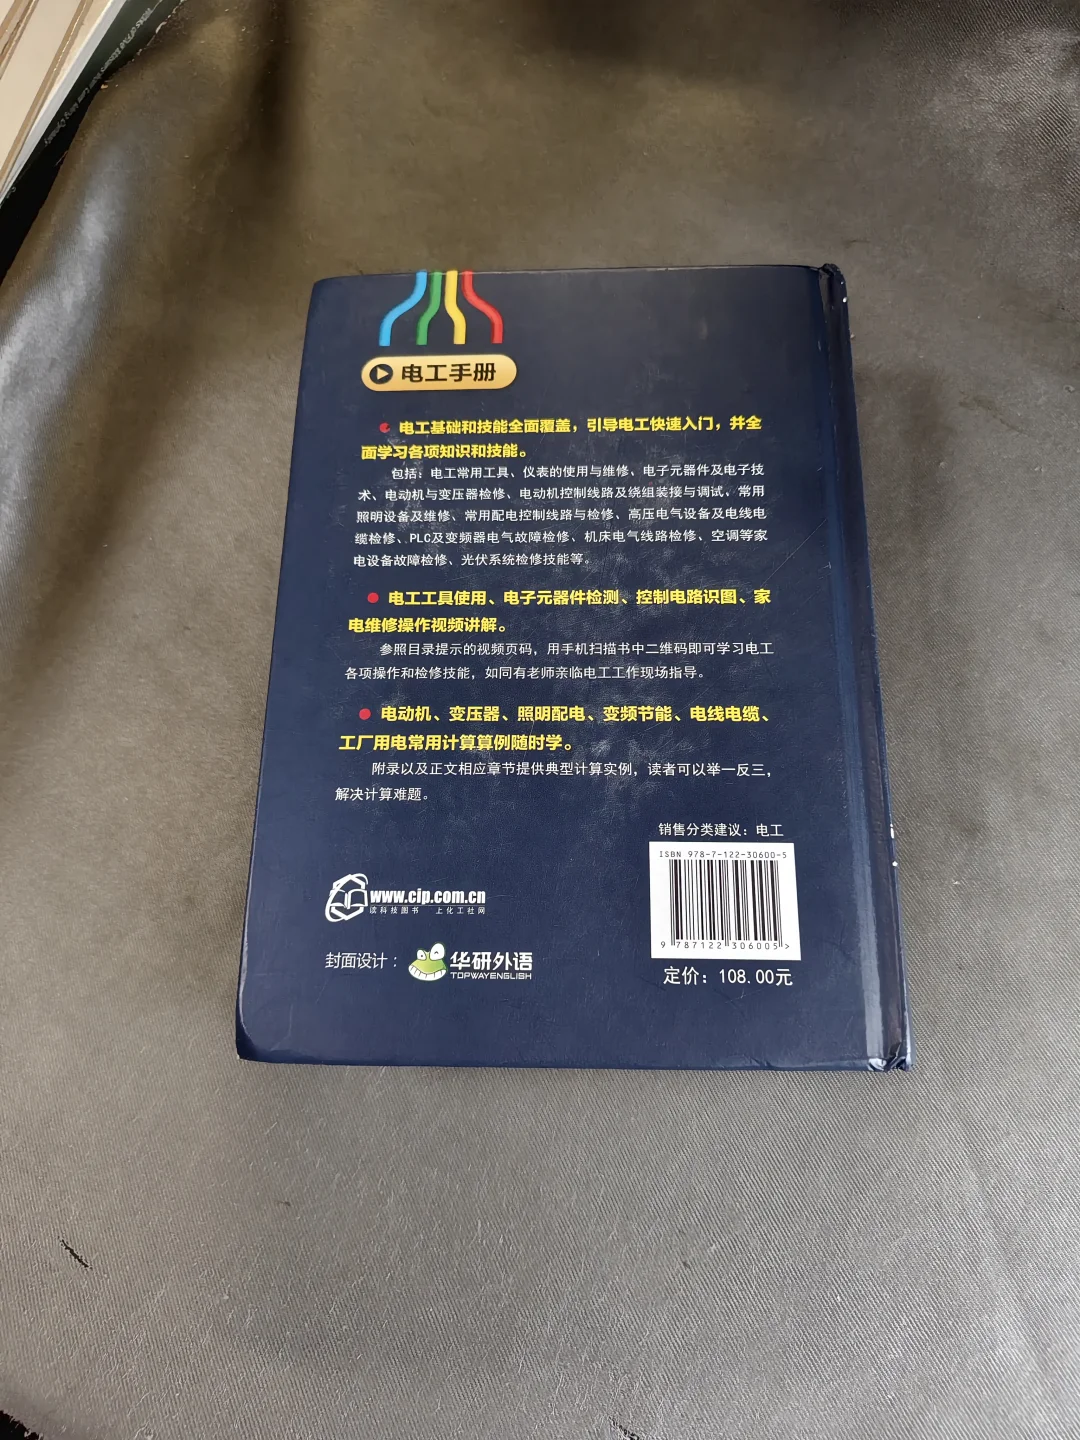 电工手册
电工基础和技能全面覆盖，引导电工快速入门，并全
面学习各项知识和技能。
包括：电工常用工具、仪表的使用与维修、电子元器件及电子技
术、电动机与变压器检修、电动机控制线路及绕组装接与调试，常用
照明设备及维修、常用配电控制线路与检修、高压电气设备及电线电
缆检修、PLC及变频器电气故障检修、机床电气线路检修、空调等家
电设备故障检修、光伏系统检修技能等。
电工工具使用、电子元器件检测、控制电路识图、家
电维修操作视频讲解。
参照目录提示的视频页码，用手机扫描书中二维码即可学习电工
各项操作和检修技能，如同有老师亲临电工工作现场指导。
电动机、变压器、照明配电、变频节能、电线电缆、
工厂用电常用计算算例随时学。
附录以及正文相应章节提供典型计算实例，读者可以举一反三，
解决计算难题。
销售分类建议：电工
ISBN 978-7-122-30600-5
9 787122 306005 >
定价：108.00元
www.cip.com.cn
读科技图书 上化工社网
封面设计：华研外语
TOPWAYENGLISH